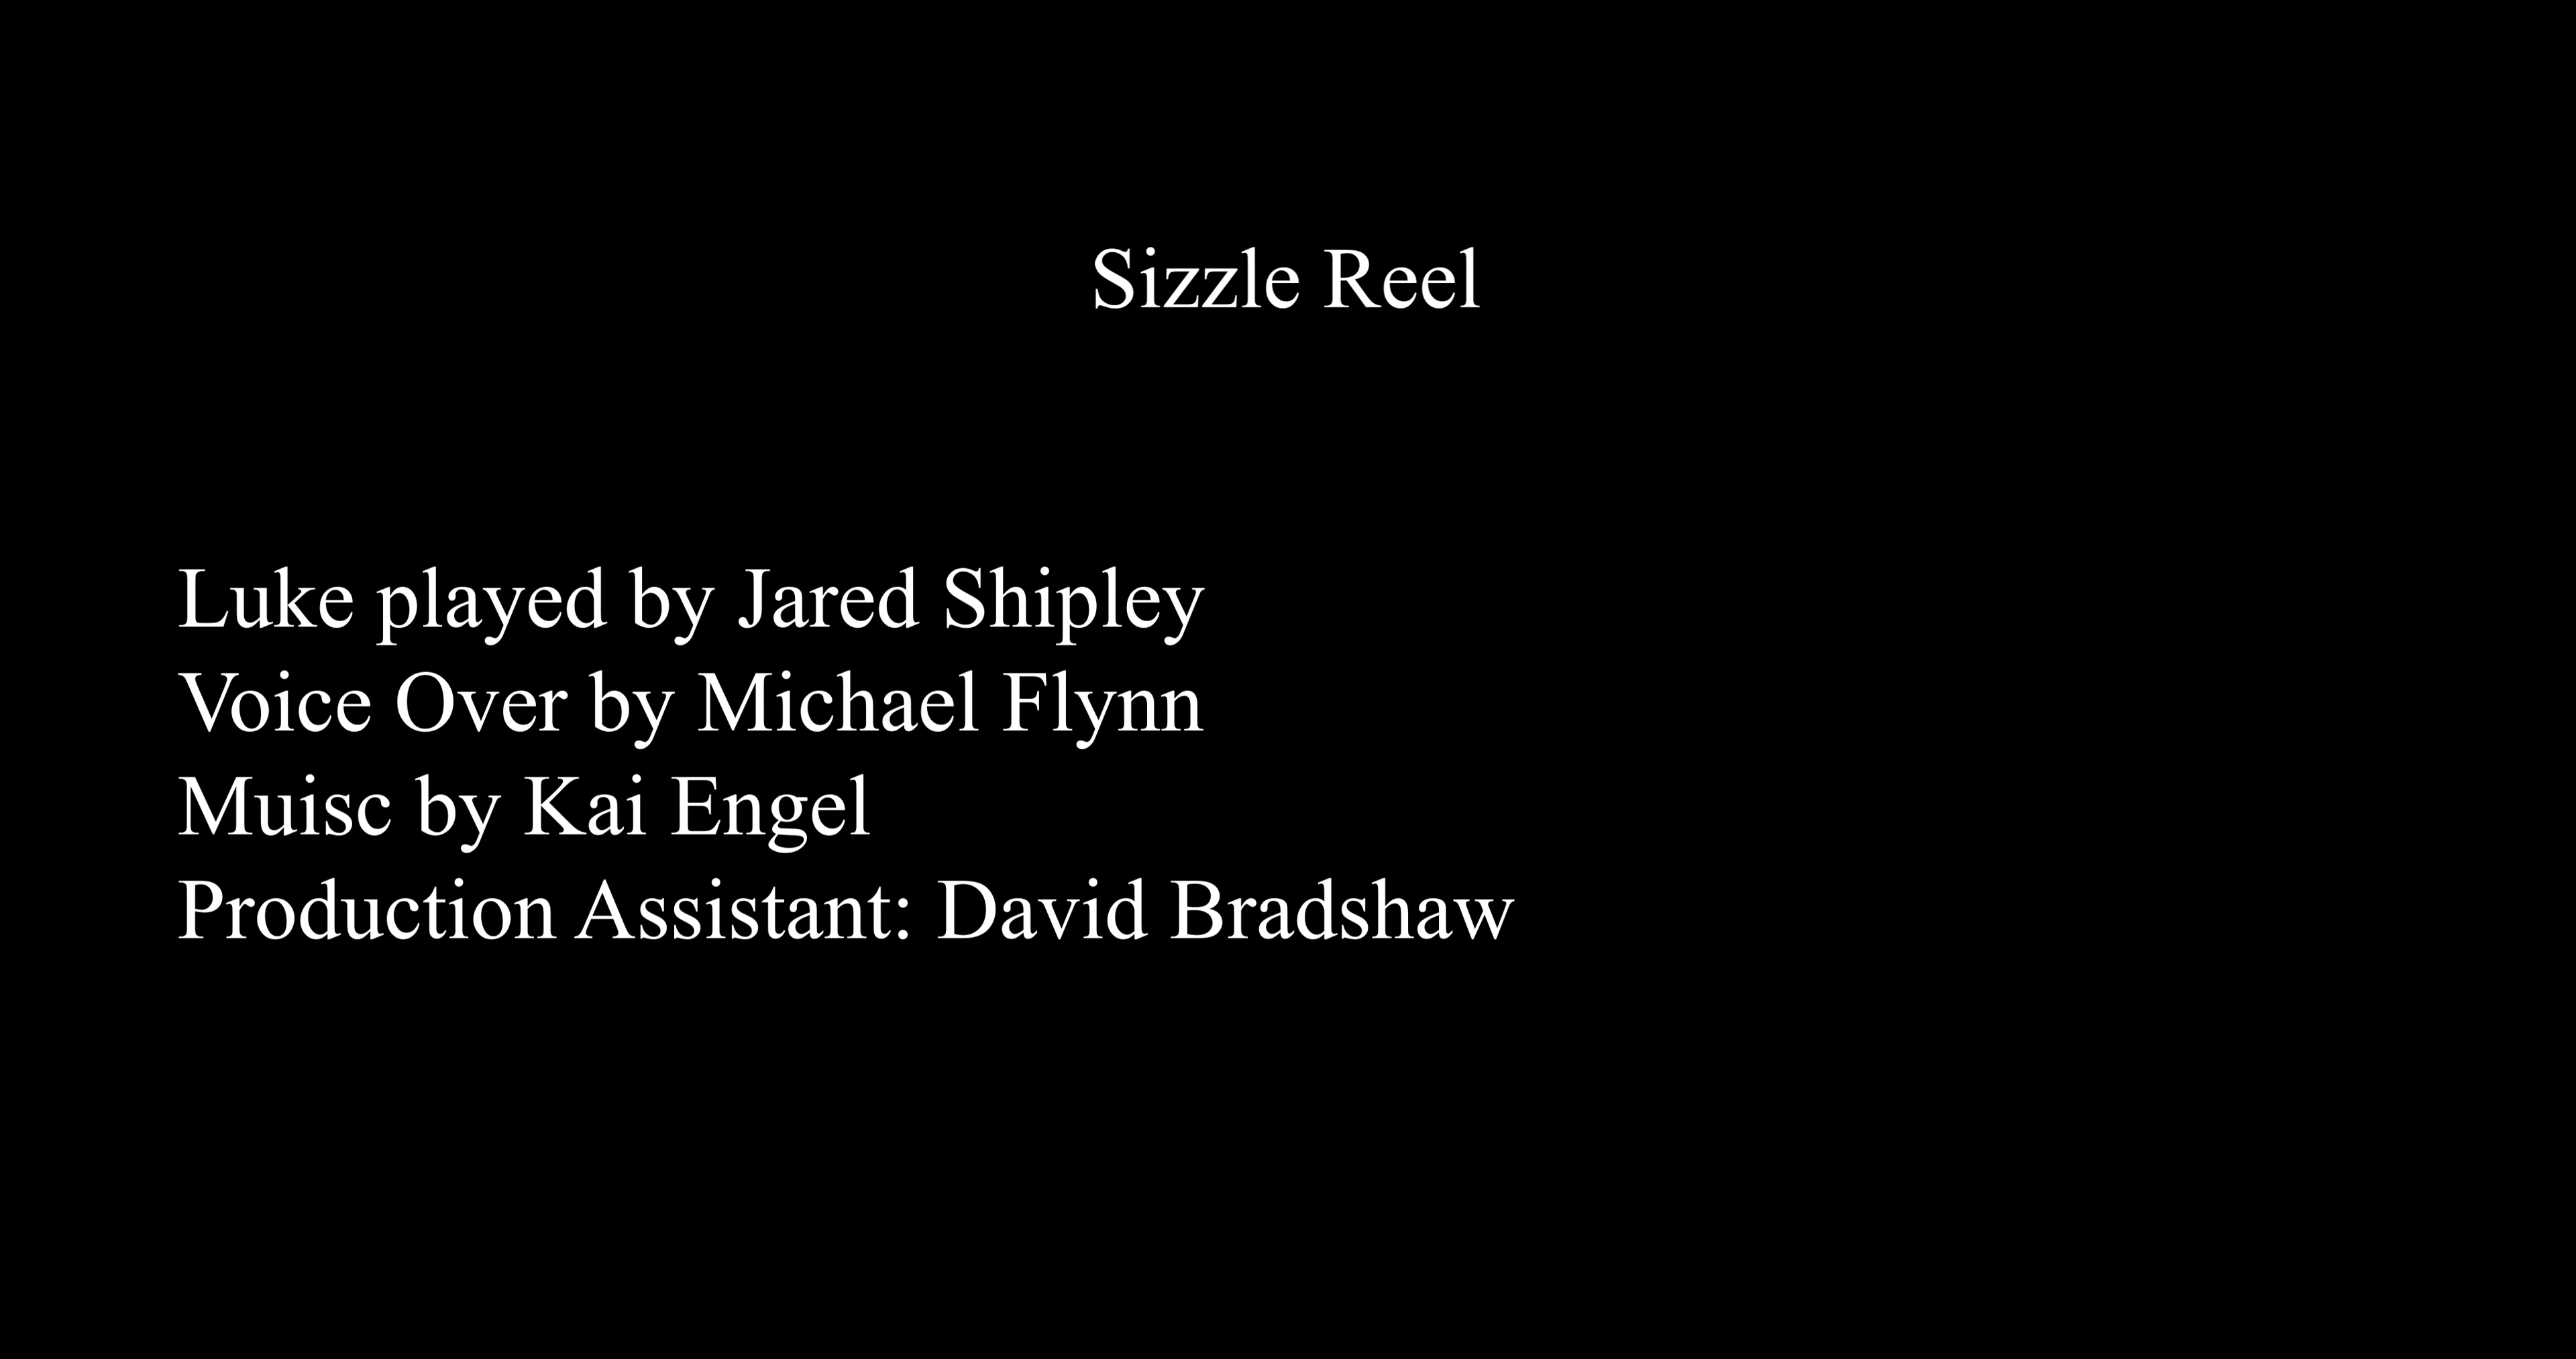 Sizzle Reel
Luke played by Jared Shipley
Voice Over by Michael Flynn
Muisc by Kai Engel
Production Assistant: David Bradshaw